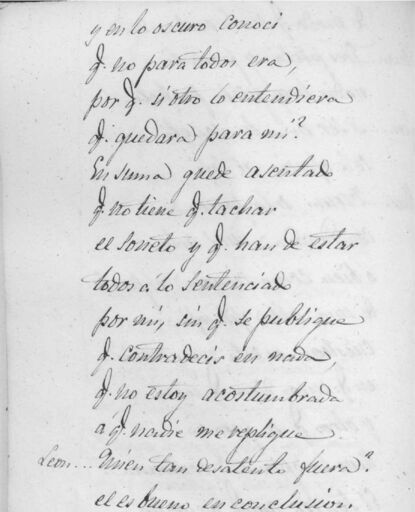 y en lo oscuro conoci
q. no para todos era,
por q. si otro lo entendiera
q. quedara para mi?
En suma quede asentado
q. no tiene q. tachar
el soneto y q. han de estar
todos á lo sentenciado
por mi, sin q. se publique
q. contradecis en nada,
q. no estoy acostumbrada
á q. nadie me replique
Leon... Quien tan desatento fuera?
el es bueno en conclusion.